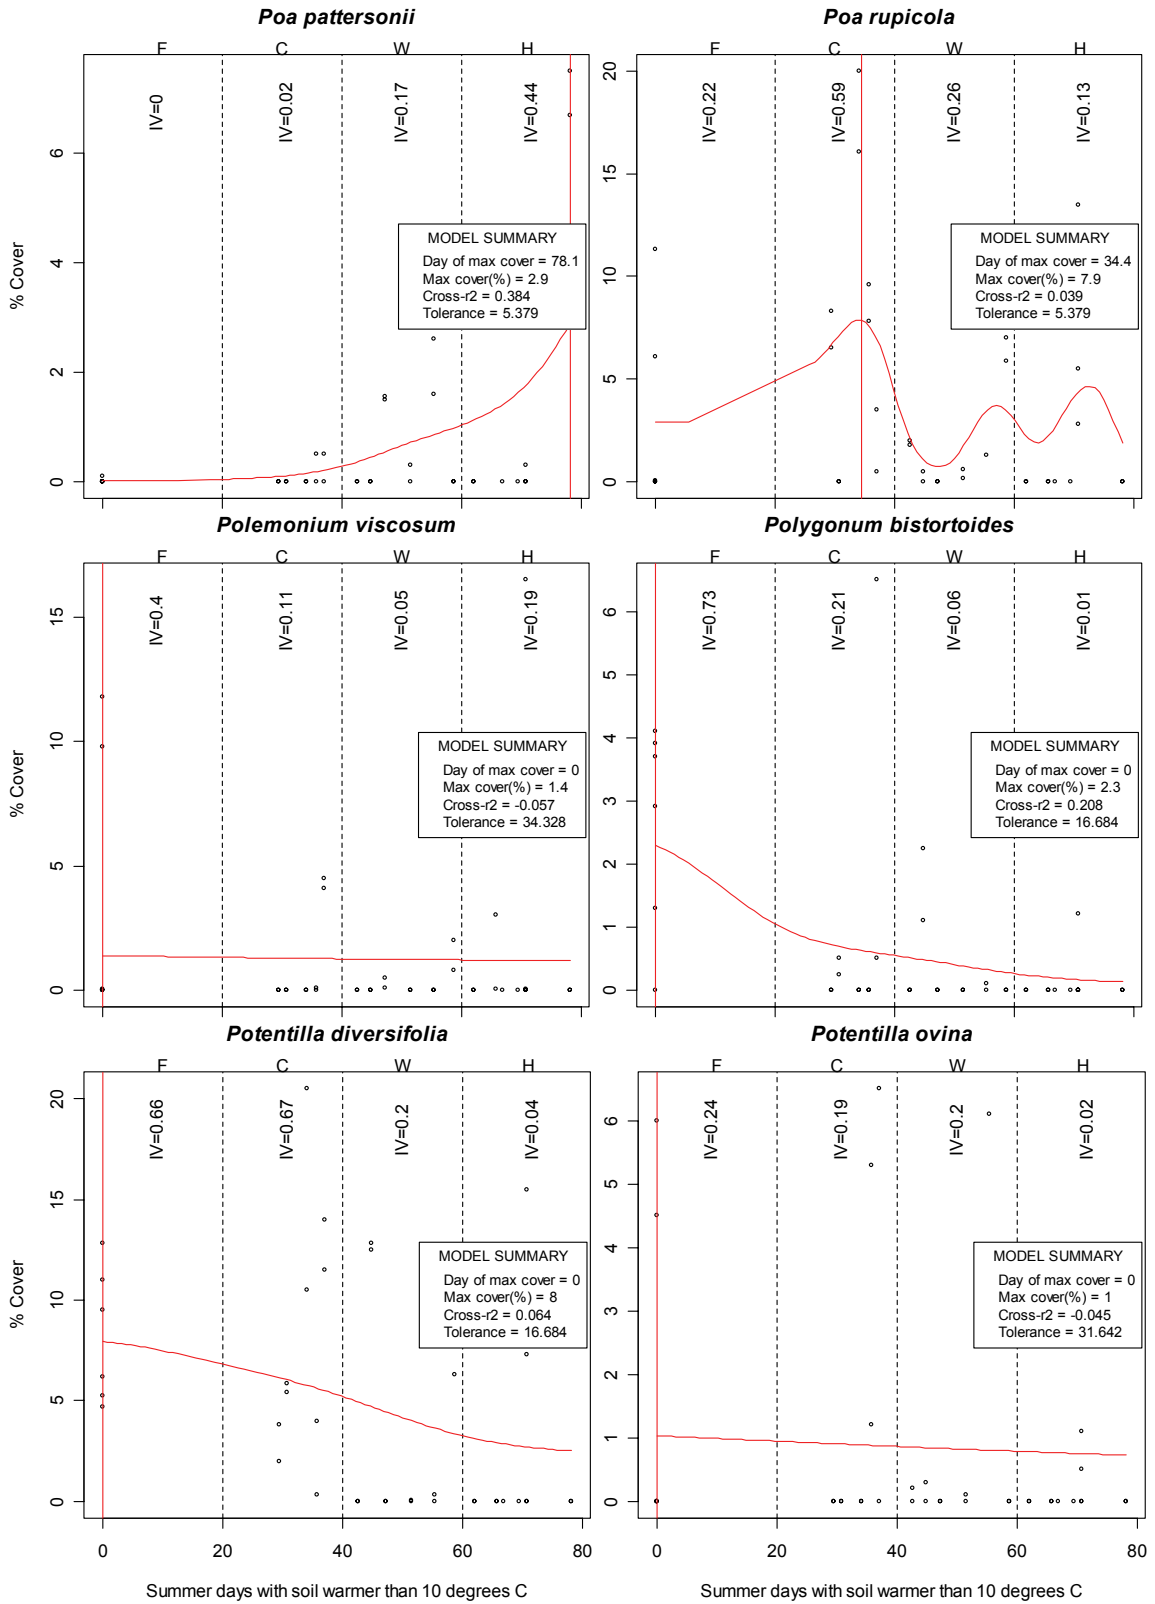 Poa pattersonii
F C W H
IV=0
IV=0.02
IV=0.17
IV=0.44
MODEL SUMMARY
Day of max cover = 78.1
Max cover(%) = 2.9
Cross-r2 = 0.384
Tolerance = 5.379
% Cover
0
2
4
6
Poa rupicola
F C W H
IV=0.22
IV=0.59
IV=0.26
IV=0.13
MODEL SUMMARY
Day of max cover = 34.4
Max cover(%) = 7.9
Cross-r2 = 0.039
Tolerance = 5.379
0
5
10
15
20
Polemonium viscosum
F C W H
IV=0.4
IV=0.11
IV=0.05
IV=0.19
MODEL SUMMARY
Day of max cover = 0
Max cover(%) = 1.4
Cross-r2 = -0.057
Tolerance = 34.328
% Cover
0
5
10
15
Polygonum bistortoides
F C W H
IV=0.73
IV=0.21
IV=0.06
IV=0.01
MODEL SUMMARY
Day of max cover = 0
Max cover(%) = 2.3
Cross-r2 = 0.208
Tolerance = 16.684
0
1
2
3
4
5
6
Potentilla diversifolia
F C W H
IV=0.66
IV=0.67
IV=0.2
IV=0.04
MODEL SUMMARY
Day of max cover = 0
Max cover(%) = 8
Cross-r2 = 0.064
Tolerance = 16.684
% Cover
0
5
10
15
20
0 20 40 60 80
Summer days with soil warmer than 10 degrees C
Potentilla ovina
F C W H
IV=0.24
IV=0.19
IV=0.2
IV=0.02
MODEL SUMMARY
Day of max cover = 0
Max cover(%) = 1
Cross-r2 = -0.045
Tolerance = 31.642
0
1
2
3
4
5
6
0 20 40 60 80
Summer days with soil warmer than 10 degrees C